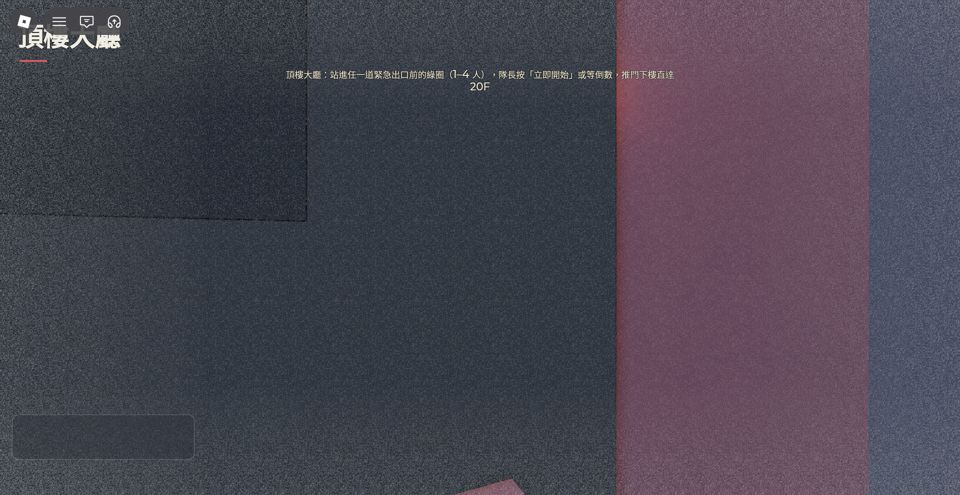 頂樓大廳
頂樓大廳：站進任一道緊急出口前的綠圈（1–4 人），隊長按「立即開始」或等倒數，推門下樓直達
20F